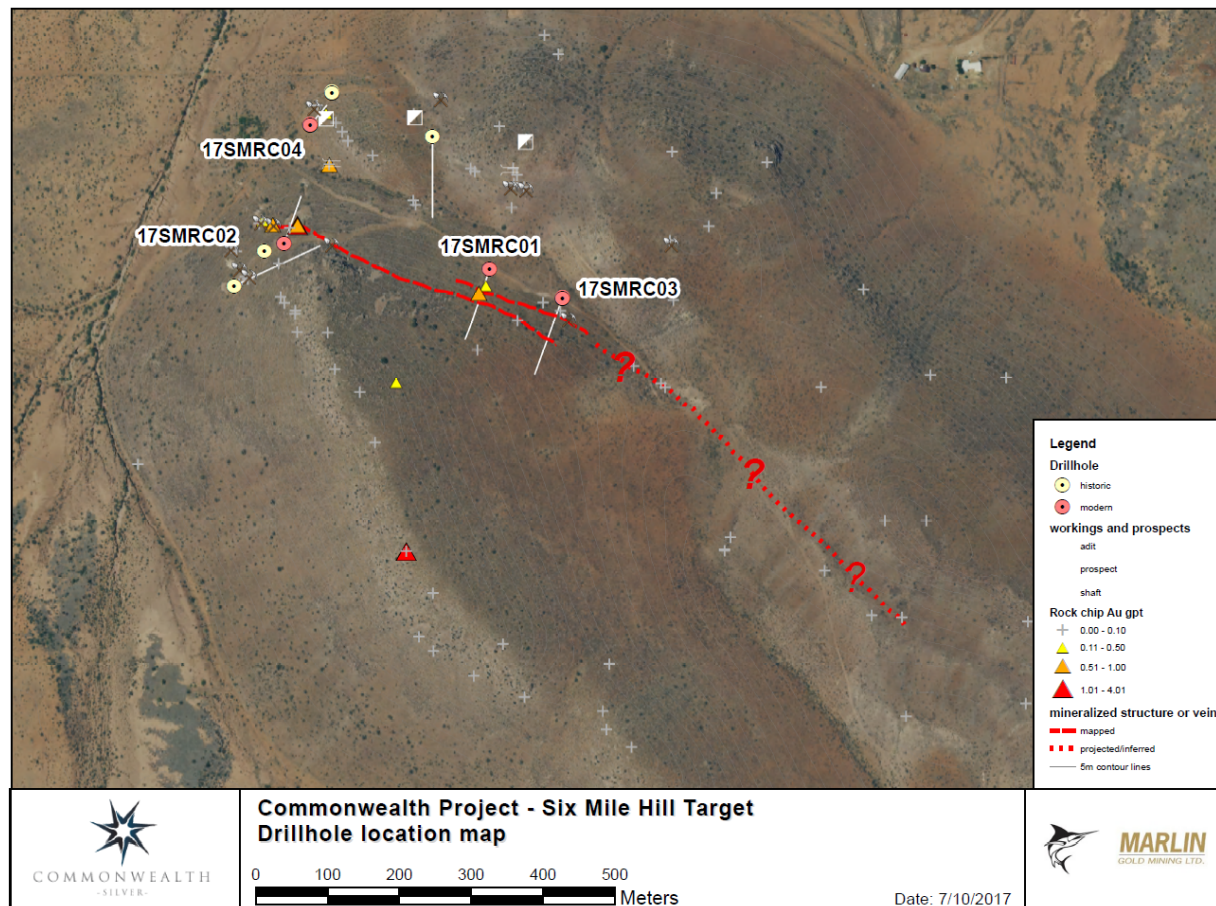 17SMRC04
17SMRC02
17SMRC01
17SMRC03
?
?
?
Legend
Drillhole
historic
modern
workings and prospects
adit
prospect
shaft
Rock chip Au gpt
0.00 - 0.10
0.11 - 0.50
0.51 - 1.00
1.01 - 4.01
mineralized structure or vein
mapped
projected/inferred
5m contour lines
COMMONWEALTH
-SILVER-
Commonwealth Project - Six Mile Hill Target
Drillhole location map
0 100 200 300 400 500
Meters
Date: 7/10/2017
MARLIN
GOLD MINING LTD.